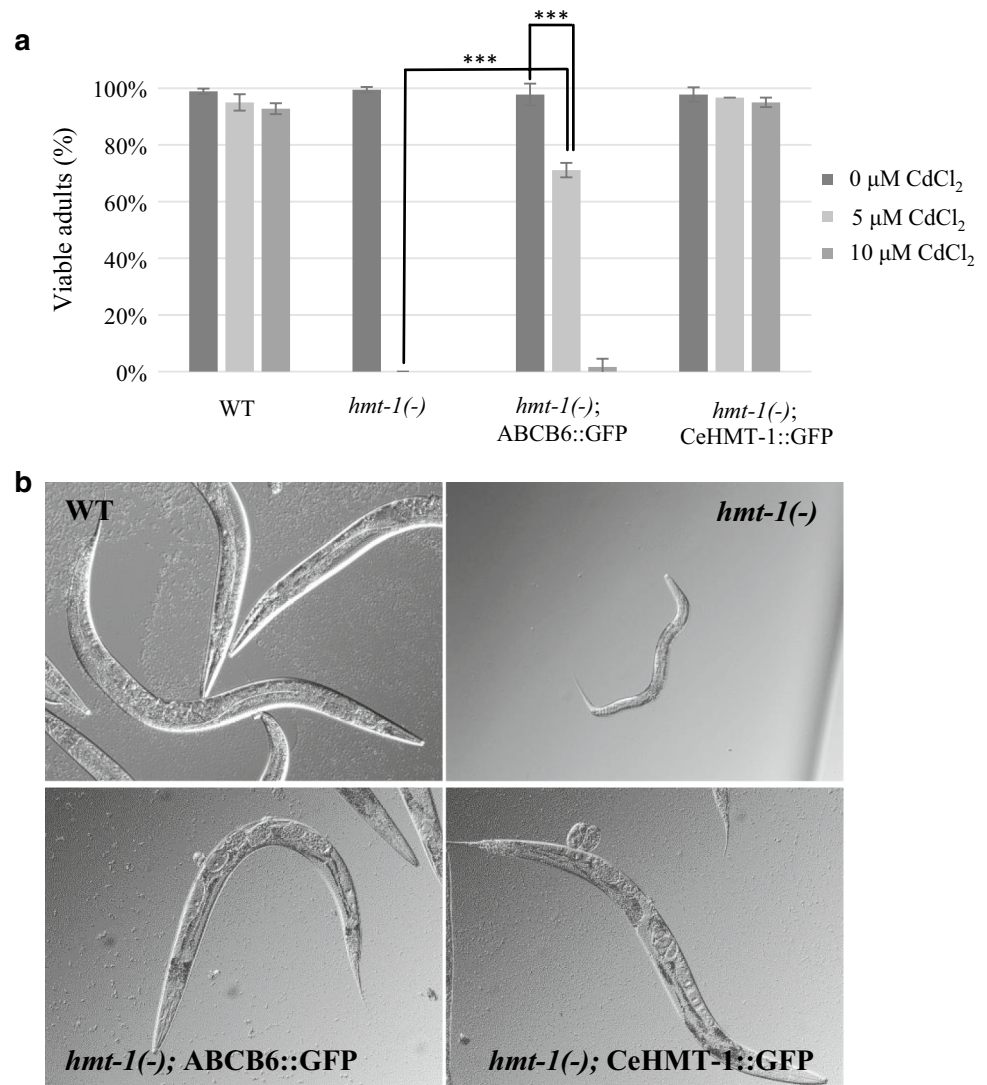 a
***
***
100%
80%
60%
40%
20%
0%
Viable adults (%)
0 μM CdCl₂
5 μM CdCl₂
10 μM CdCl₂
WT
hmt-1(-)
hmt-1(-);
ABCB6::GFP
hmt-1(-);
CeHMT-1::GFP
b
WT
hmt-1(-)
hmt-1(-); ABCB6::GFP
hmt-1(-); CeHMT-1::GFP